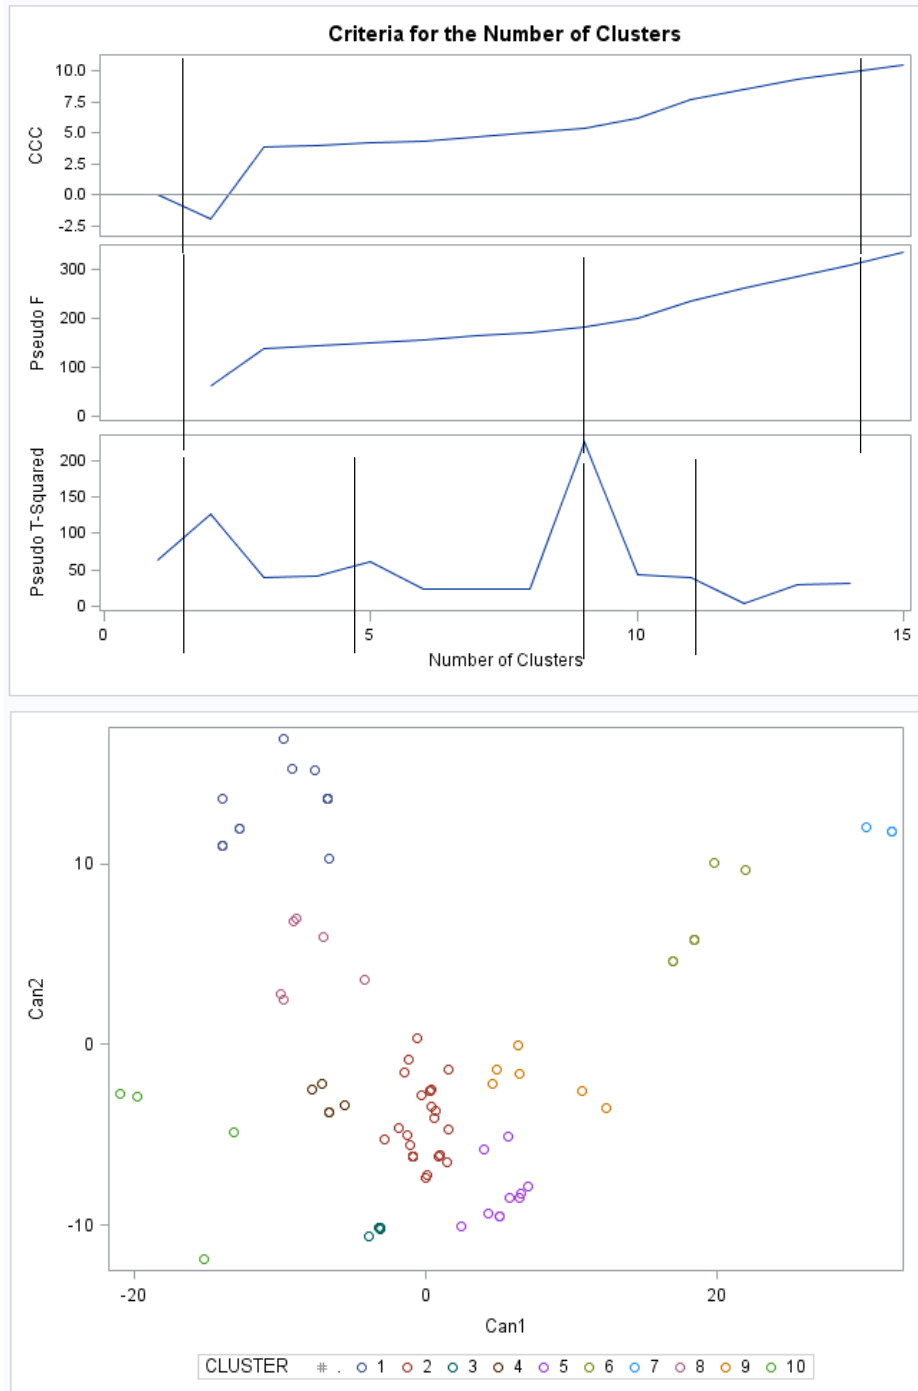 Criteria for the Number of Clusters
10.0
7.5
5.0
2.5
0.0
-2.5
CCC
300
200
100
0
Pseudo F
200
150
100
50
0
Pseudo T-Squared
0 5 10 15
Number of Clusters
10
0
-10
Can2
-20 0 20
Can1
CLUSTER # . 1 2 3 4 5 6 7 8 9 10